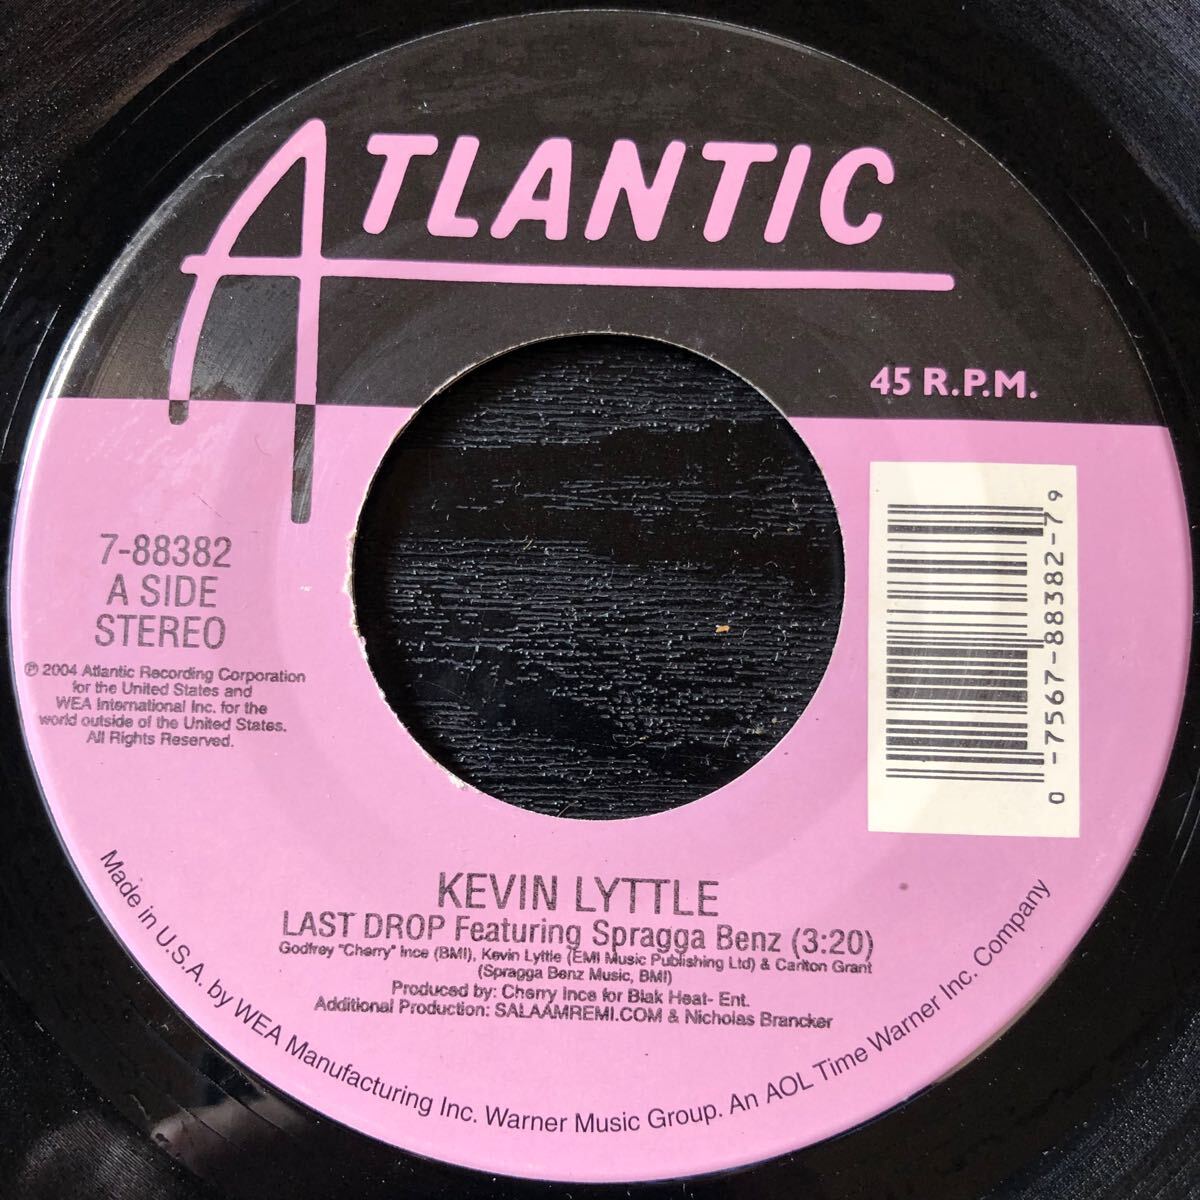 ATLANTIC
45 R.P.M.
7-88382
A SIDE
STEREO
℗ 2004 Atlantic Recording Corporation
for the United States and
WEA International Inc. for the
world outside of the United States.
All Rights Reserved.
0 -7567-88382-7 9
KEVIN LYTTLE
LAST DROP Featuring Spragga Benz (3:20)
Godfrey "Cherry" Ince (BMI), Kevin Lyttle (EMI Music Publishing Ltd) & Carlton Grant
(Spragga Benz Music, BMI)
Produced by: Cherry Ince for Blak Heat- Ent.
Additional Production: SALAAMREMI.COM & Nicholas Brancker
Made in U.S.A. by WEA Manufacturing Inc. Warner Music Group. An AOL Time Warner Inc. Company